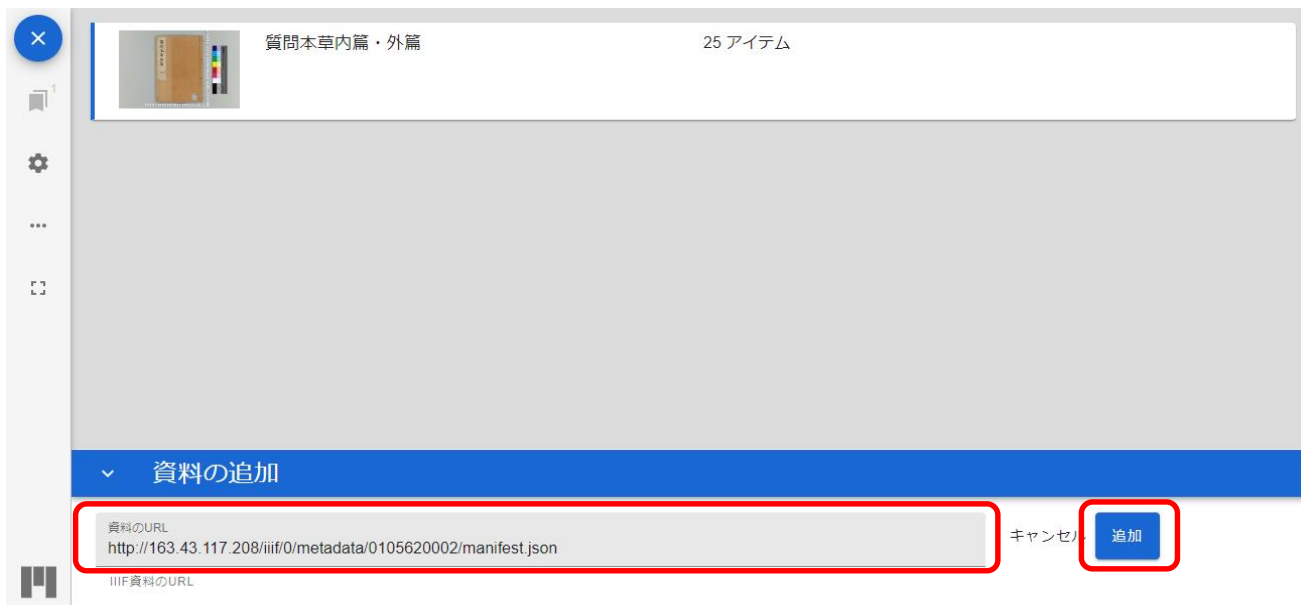 質問本草内篇・外篇
25 アイテム
1
資料の追加
資料のURL
http://163.43.117.208/iiif/0/metadata/0105620002/manifest.json
キャンセル
追加
IIIF資料のURL